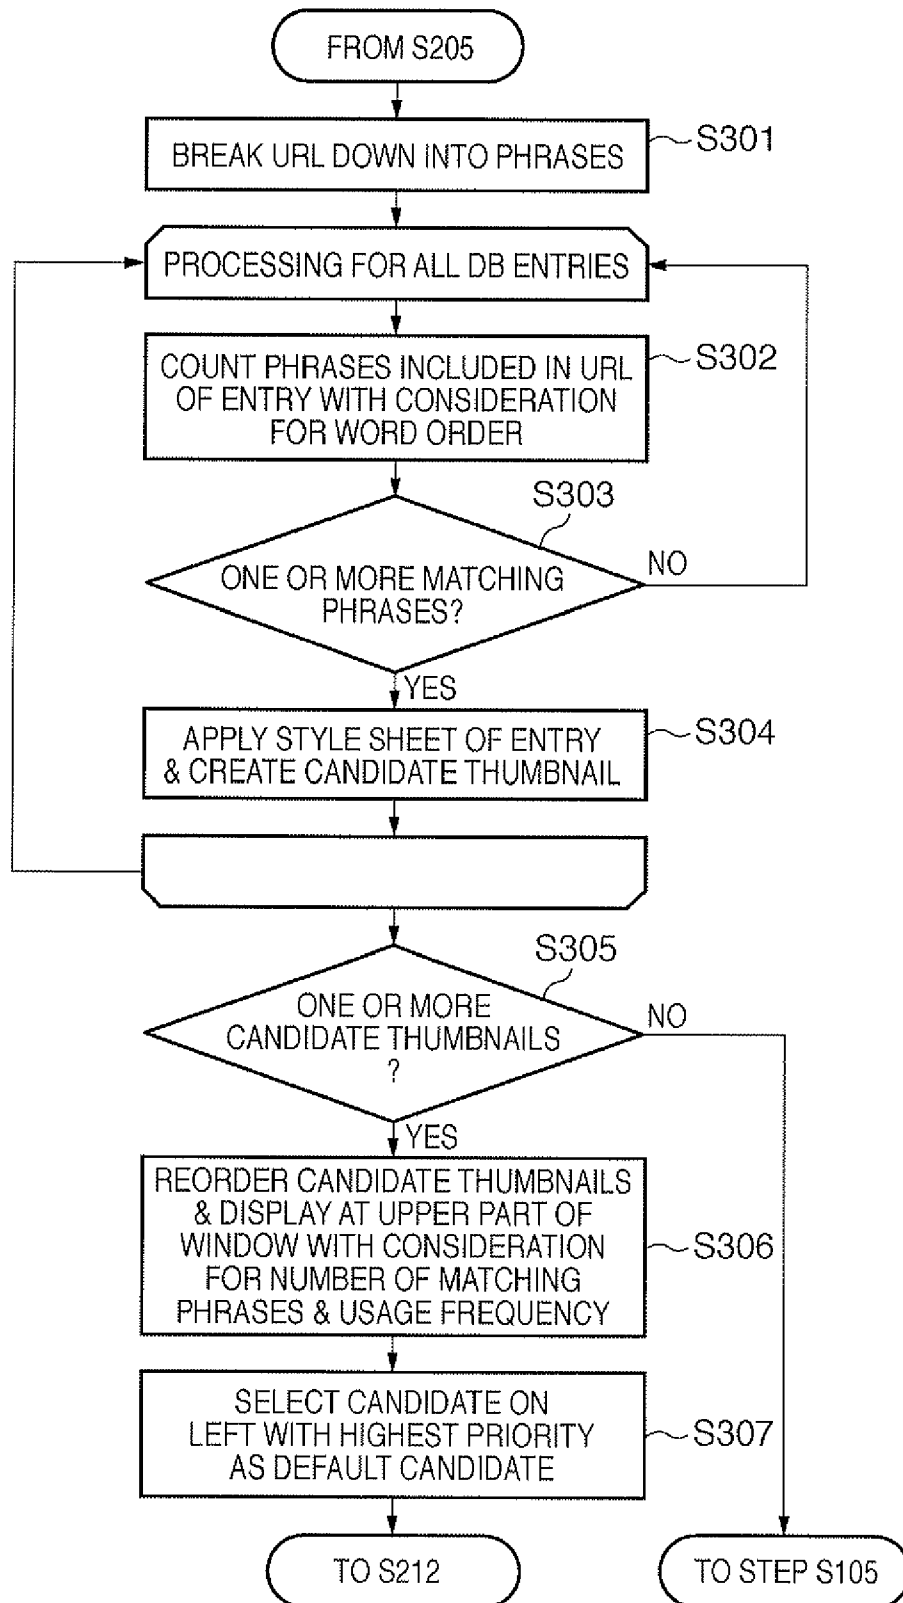 FROM S205
BREAK URL DOWN INTO PHRASES
S301
PROCESSING FOR ALL DB ENTRIES
COUNT PHRASES INCLUDED IN URL
OF ENTRY WITH CONSIDERATION
FOR WORD ORDER
S302
S303
ONE OR MORE MATCHING
PHRASES?
NO
YES
APPLY STYLE SHEET OF ENTRY
& CREATE CANDIDATE THUMBNAIL
S304
S305
ONE OR MORE
CANDIDATE THUMBNAILS
?
NO
YES
REORDER CANDIDATE THUMBNAILS
& DISPLAY AT UPPER PART OF
WINDOW WITH CONSIDERATION
FOR NUMBER OF MATCHING
PHRASES & USAGE FREQUENCY
S306
SELECT CANDIDATE ON
LEFT WITH HIGHEST PRIORITY
AS DEFAULT CANDIDATE
S307
TO S212
TO STEP S105